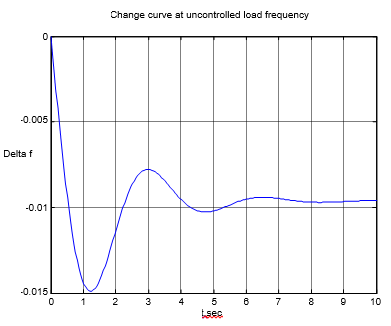 Change curve at uncontrolled load frequency
0
-0.005
Delta f
-0.01
-0.015
0 1 2 3 4 5 6 7 8 9 10
t,sec